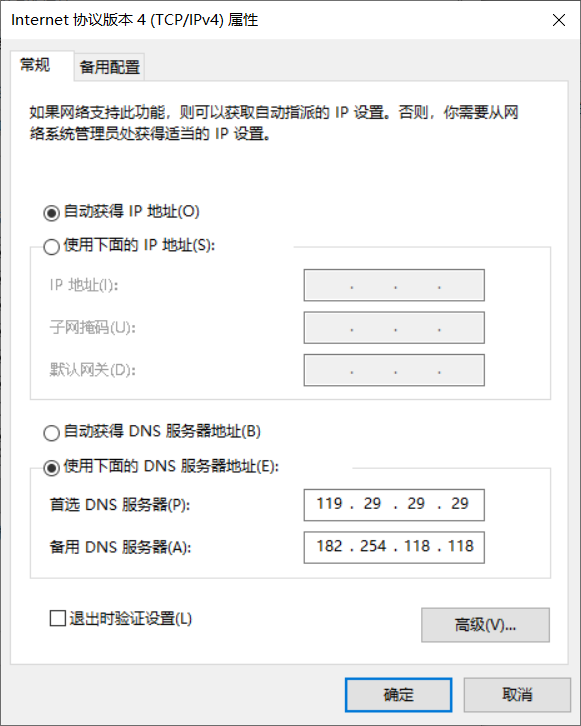 Internet 协议版本 4 (TCP/IPv4) 属性
常规 备用配置
如果网络支持此功能，则可以获取自动指派的 IP 设置。否则，你需要从网
络系统管理员处获得适当的 IP 设置。
自动获得 IP 地址(O)
使用下面的 IP 地址(S):
IP 地址(I):
子网掩码(U):
默认网关(D):
自动获得 DNS 服务器地址(B)
使用下面的 DNS 服务器地址(E):
首选 DNS 服务器(P): 119 . 29 . 29 . 29
备用 DNS 服务器(A): 182 . 254 . 118 . 118
退出时验证设置(L)
高级(V)...
确定 取消